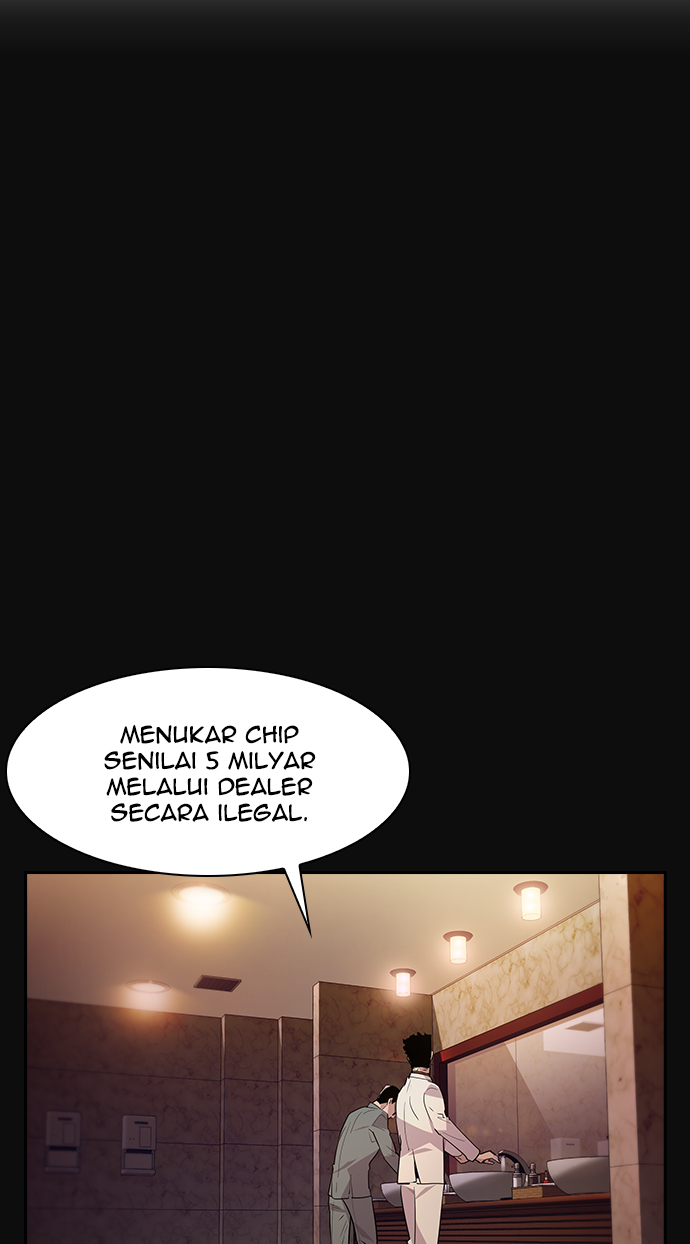 MENUKAR CHIP
SENILAI 5 MILYAR
MELALUI DEALER
SECARA ILEGAL.